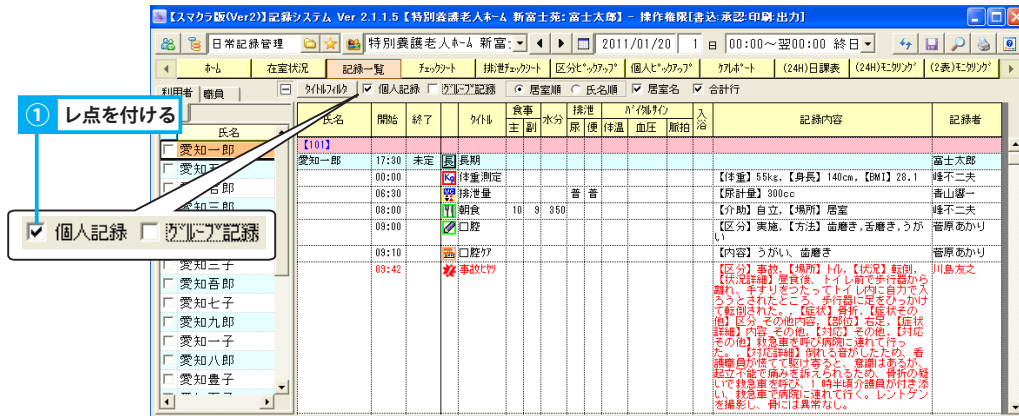 【スマクラ版(Ver2)】記録システム Ver 2.1.1.5【特別養護老人ホーム 新富士苑:富士太郎】- 操作権限[書込:承認:印刷:出力]
日常記録管理 特別養護老人ホーム 新富: 2011/01/20 1 日 00:00～翌00:00 終日
ホーム 在室状況 記録一覧 チェックシート 排泄チェックシート 区分ピックアップ 個人ピックアップ ケアレポート (24H)日課表 (24H)モニタリング (2表)モニタリング
利用者 職員 タイトルフィルタ 個人記録 グループ記録 居室順 氏名順 居室名 合計行
① レ点を付ける
氏名
氏名 開始 終了 タイトル 食事 水分 排泄 バイタルサイン 入浴 記録内容 記録者
主 副 尿 便 体温 血圧 脈拍
愛知一郎
【101】
愛知一郎 17:30 未定 長 長期 富士太郎
00:00 Kg 体重測定 【体重】55kg,【身長】140cm,【BMI】28.1 峰不二夫
06:30 排泄量 普 普 【尿計量】300cc 青山響一
08:00 朝食 10 9 350 【介助】自立,【場所】居室 峰不二夫
09:00 口腔 【区分】実施,【方法】歯磨き,舌磨き,うがい 菅原あかり
09:10 口腔ケア 【内容】うがい、歯磨き 菅原あかり
個人記録 グループ記録
09:42 事故ヒヤリ 川島友之
【区分】事故,【場所】トイレ,【状況】転倒,
【状況詳細】昼食後、トイレ前で歩行器から
離れ、手すりをつたってトイレ内に自力で入
ろうとされたところ、歩行器に足をひっかけ
て転倒された。,【症状】骨折,【症状その
他】区分_その他内容,【部位】右足,【症状
詳細】内容_その他,【対応】その他,【対応
その他】救急車を呼び病院に連れて行っ
た。,【対応詳細】倒れる音がしたため、看
護職員が慌てて駆け寄ると、意識はあるが、
起立不能で痛みを訴えられるため、骨折の疑
いで救急車を呼び、1時半頃介護員が付き添
い、救急車で病院に連れて行く。レントゲン
を撮影し、骨には異常なし。
愛知三子
愛知吾郎
愛知七子
愛知九郎
愛知一子
愛知八郎
愛知豊子